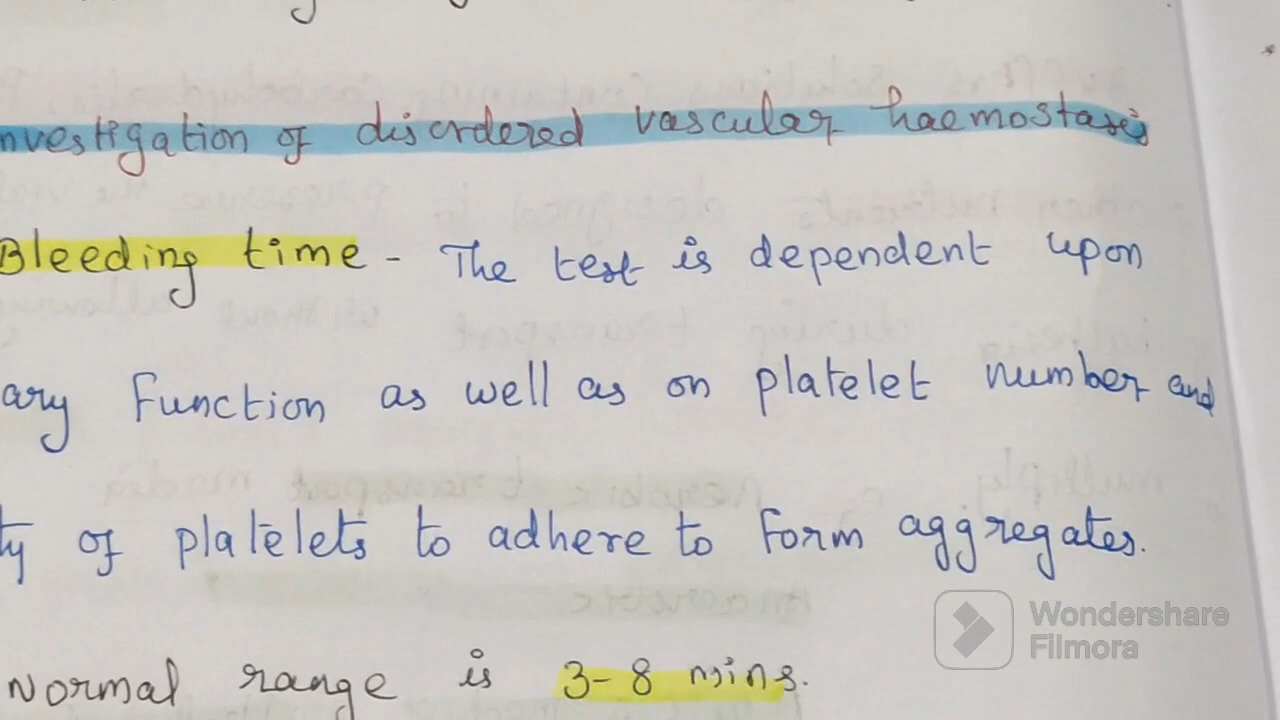 nvestigation of disordered vascular haemostasis
Bleeding time - The test is dependent upon
ary Function as well as on platelet number and
ty of platelets to adhere to Form aggregates.
Normal range is 3-8 mins.
Wondershare
Filmora